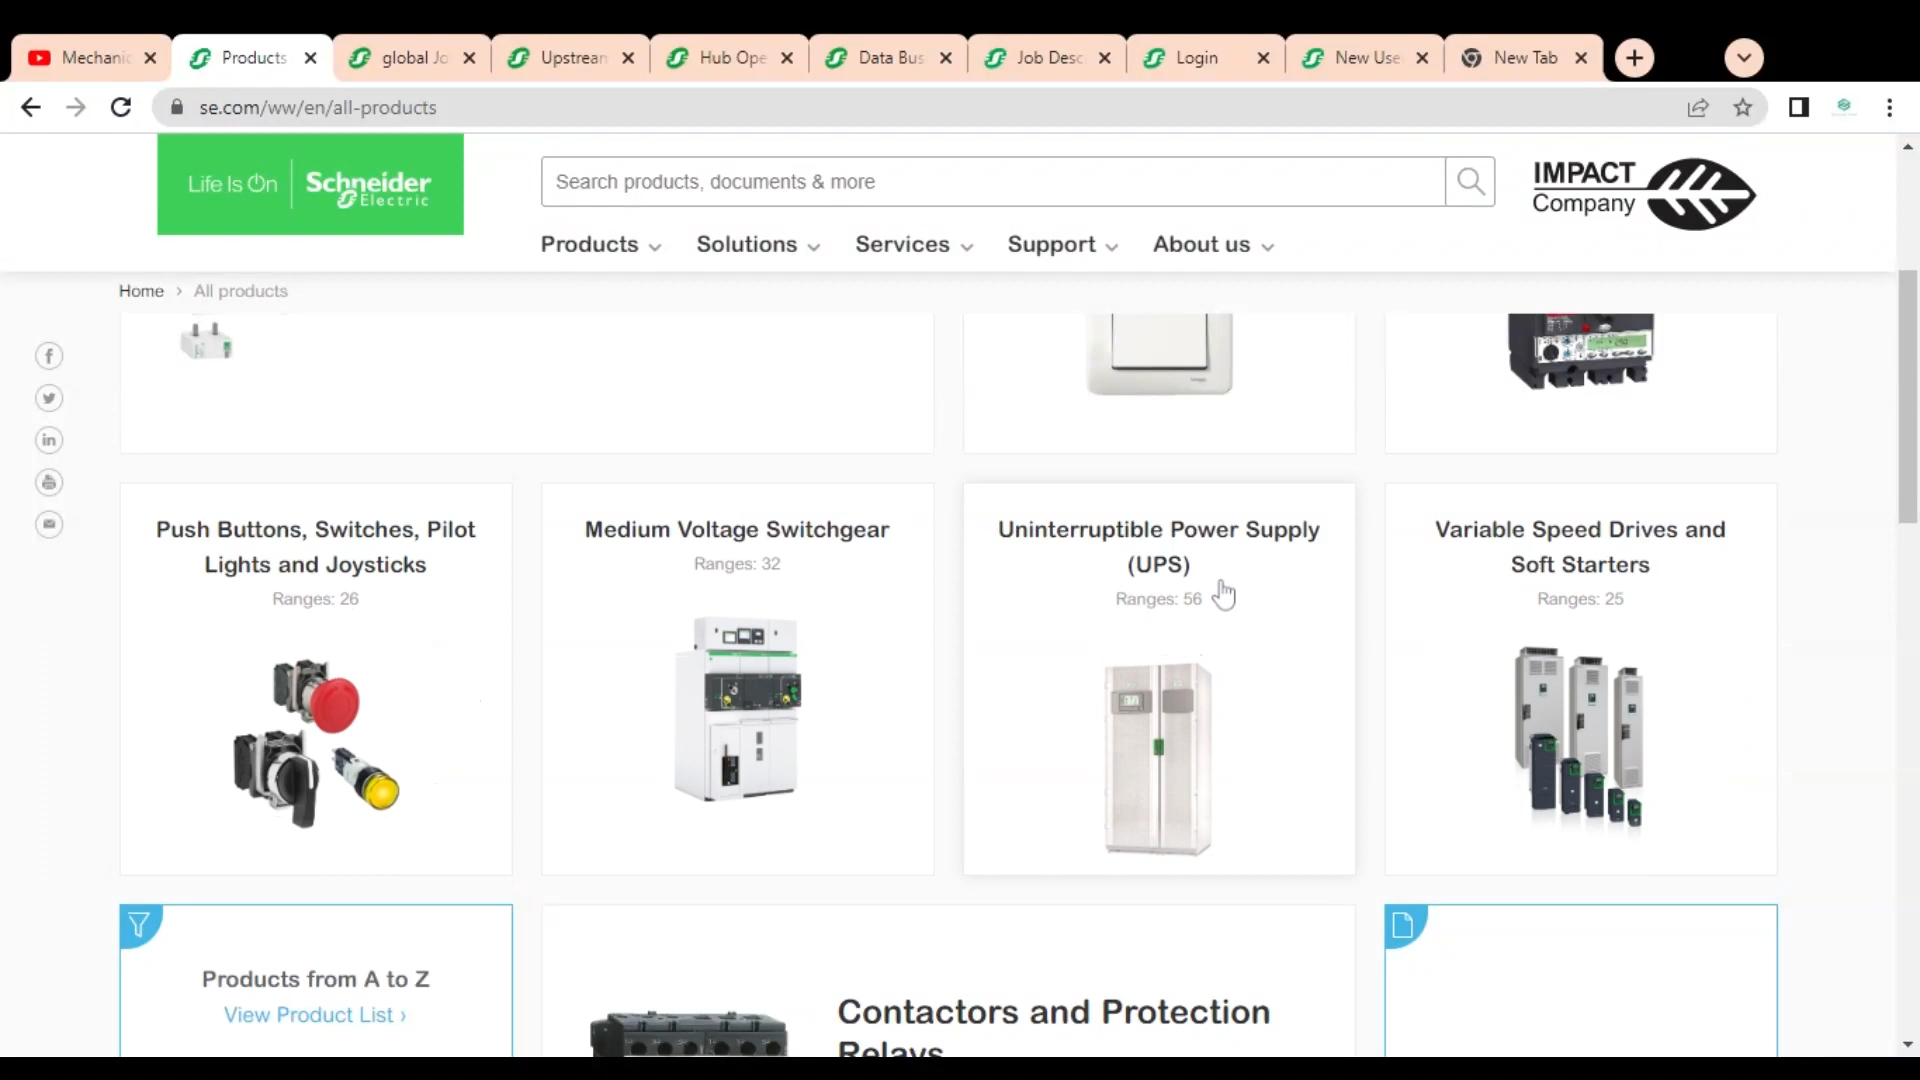 Mechanic
Products
global Jo
Upstream
Hub Ope
Data Bus
Job Desc
Login
New Use
New Tab
se.com/ww/en/all-products
Life Is On
Schneider
Electric
Search products, documents & more
IMPACT
Company
Products
Solutions
Services
Support
About us
Home > All products
Push Buttons, Switches, Pilot
Lights and Joysticks
Ranges: 26
Medium Voltage Switchgear
Ranges: 32
Uninterruptible Power Supply
(UPS)
Ranges: 56
Variable Speed Drives and
Soft Starters
Ranges: 25
Products from A to Z
View Product List ›
Contactors and Protection
Relays